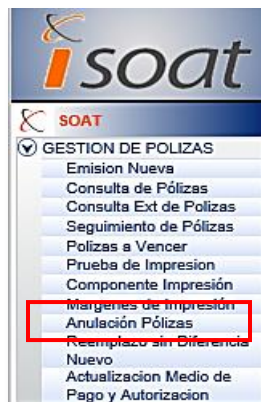 isoat
SOAT
GESTION DE POLIZAS
Emision Nueva
Consulta de Pólizas
Consulta Ext de Polizas
Seguimiento de Pólizas
Polizas a Vencer
Prueba de Impresion
Componente Impresión
Margenes de Impresión
Anulación Pólizas
Reemplazo sin Diferencia
Nuevo
Actualizacion Medio de
Pago y Autorizacion